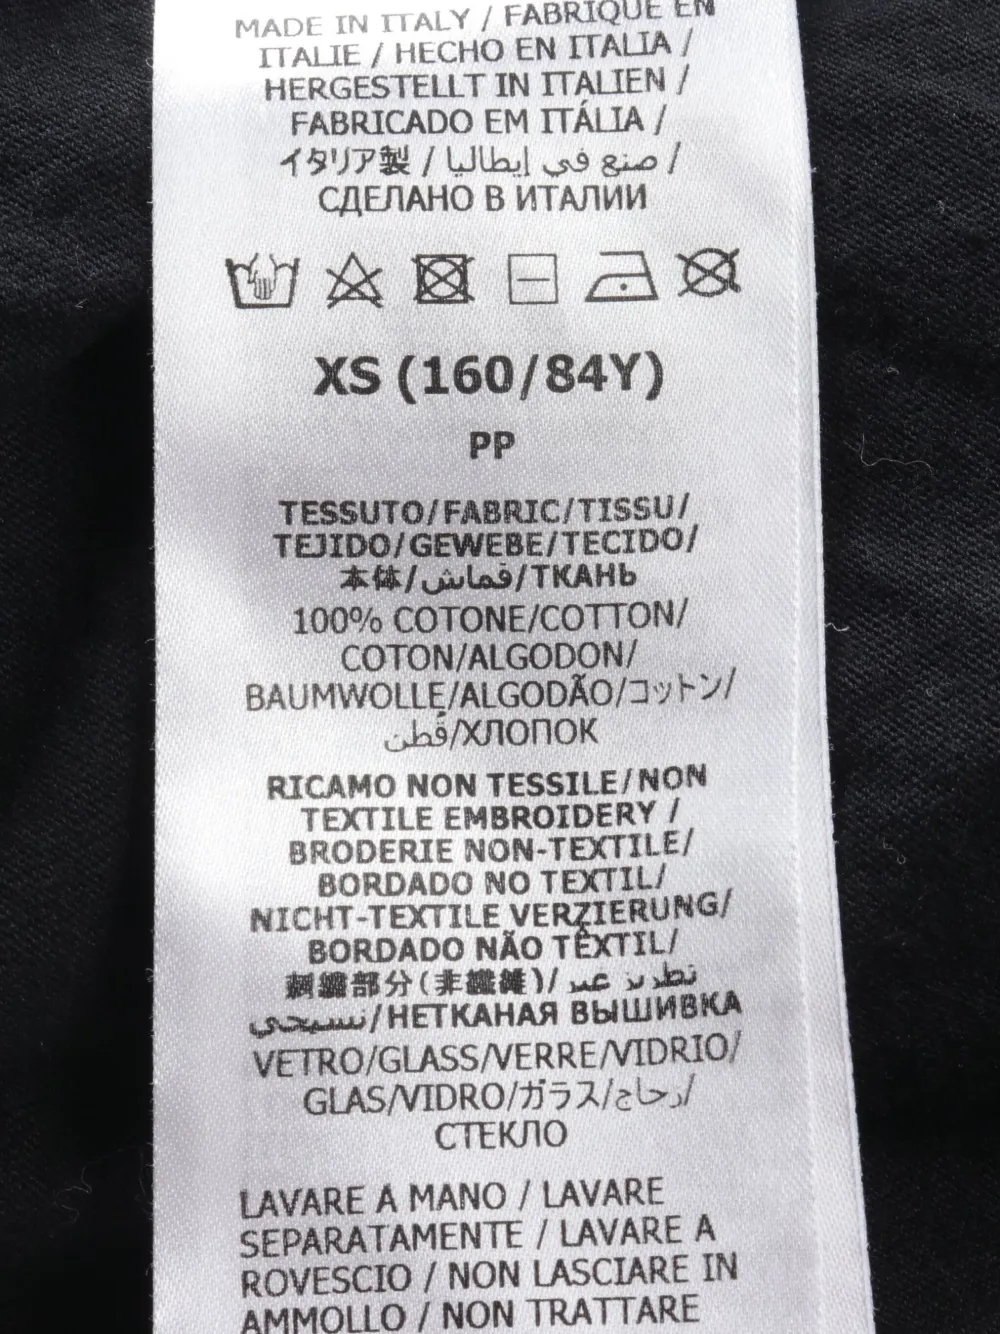 MADE IN ITALY / FABRIQUÉ EN
ITALIE / HECHO EN ITALIA /
HERGESTELLT IN ITALIEN /
FABRICADO EM ITÁLIA /
イタリア製 / صنع في إيطاليا /
СДЕЛАНО В ИТАЛИИ
XS (160/84Y)
PP
TESSUTO/FABRIC/TISSU/
TEJIDO/GEWEBE/TECIDO/
本体/قماش/ТКАНЬ
100% COTONE/COTTON/
COTON/ALGODON/
BAUMWOLLE/ALGODÃO/コットン/
قُطن/ХЛОПОК
RICAMO NON TESSILE/NON
TEXTILE EMBROIDERY /
BRODERIE NON-TEXTILE/
BORDADO NO TEXTIL/
NICHT-TEXTILE VERZIERUNG/
BORDADO NÃO TÊXTIL/
刺繍部分(非繊維)/ تطريز غير
نسيجي/НЕТКАНАЯ ВЫШИВКА
VETRO/GLASS/VERRE/VIDRIO/
GLAS/VIDRO/ガラス/زجاج/
СТЕКЛО
LAVARE A MANO / LAVARE
SEPARATAMENTE / LAVARE A
ROVESCIO / NON LASCIARE IN
AMMOLLO / NON TRATTARE